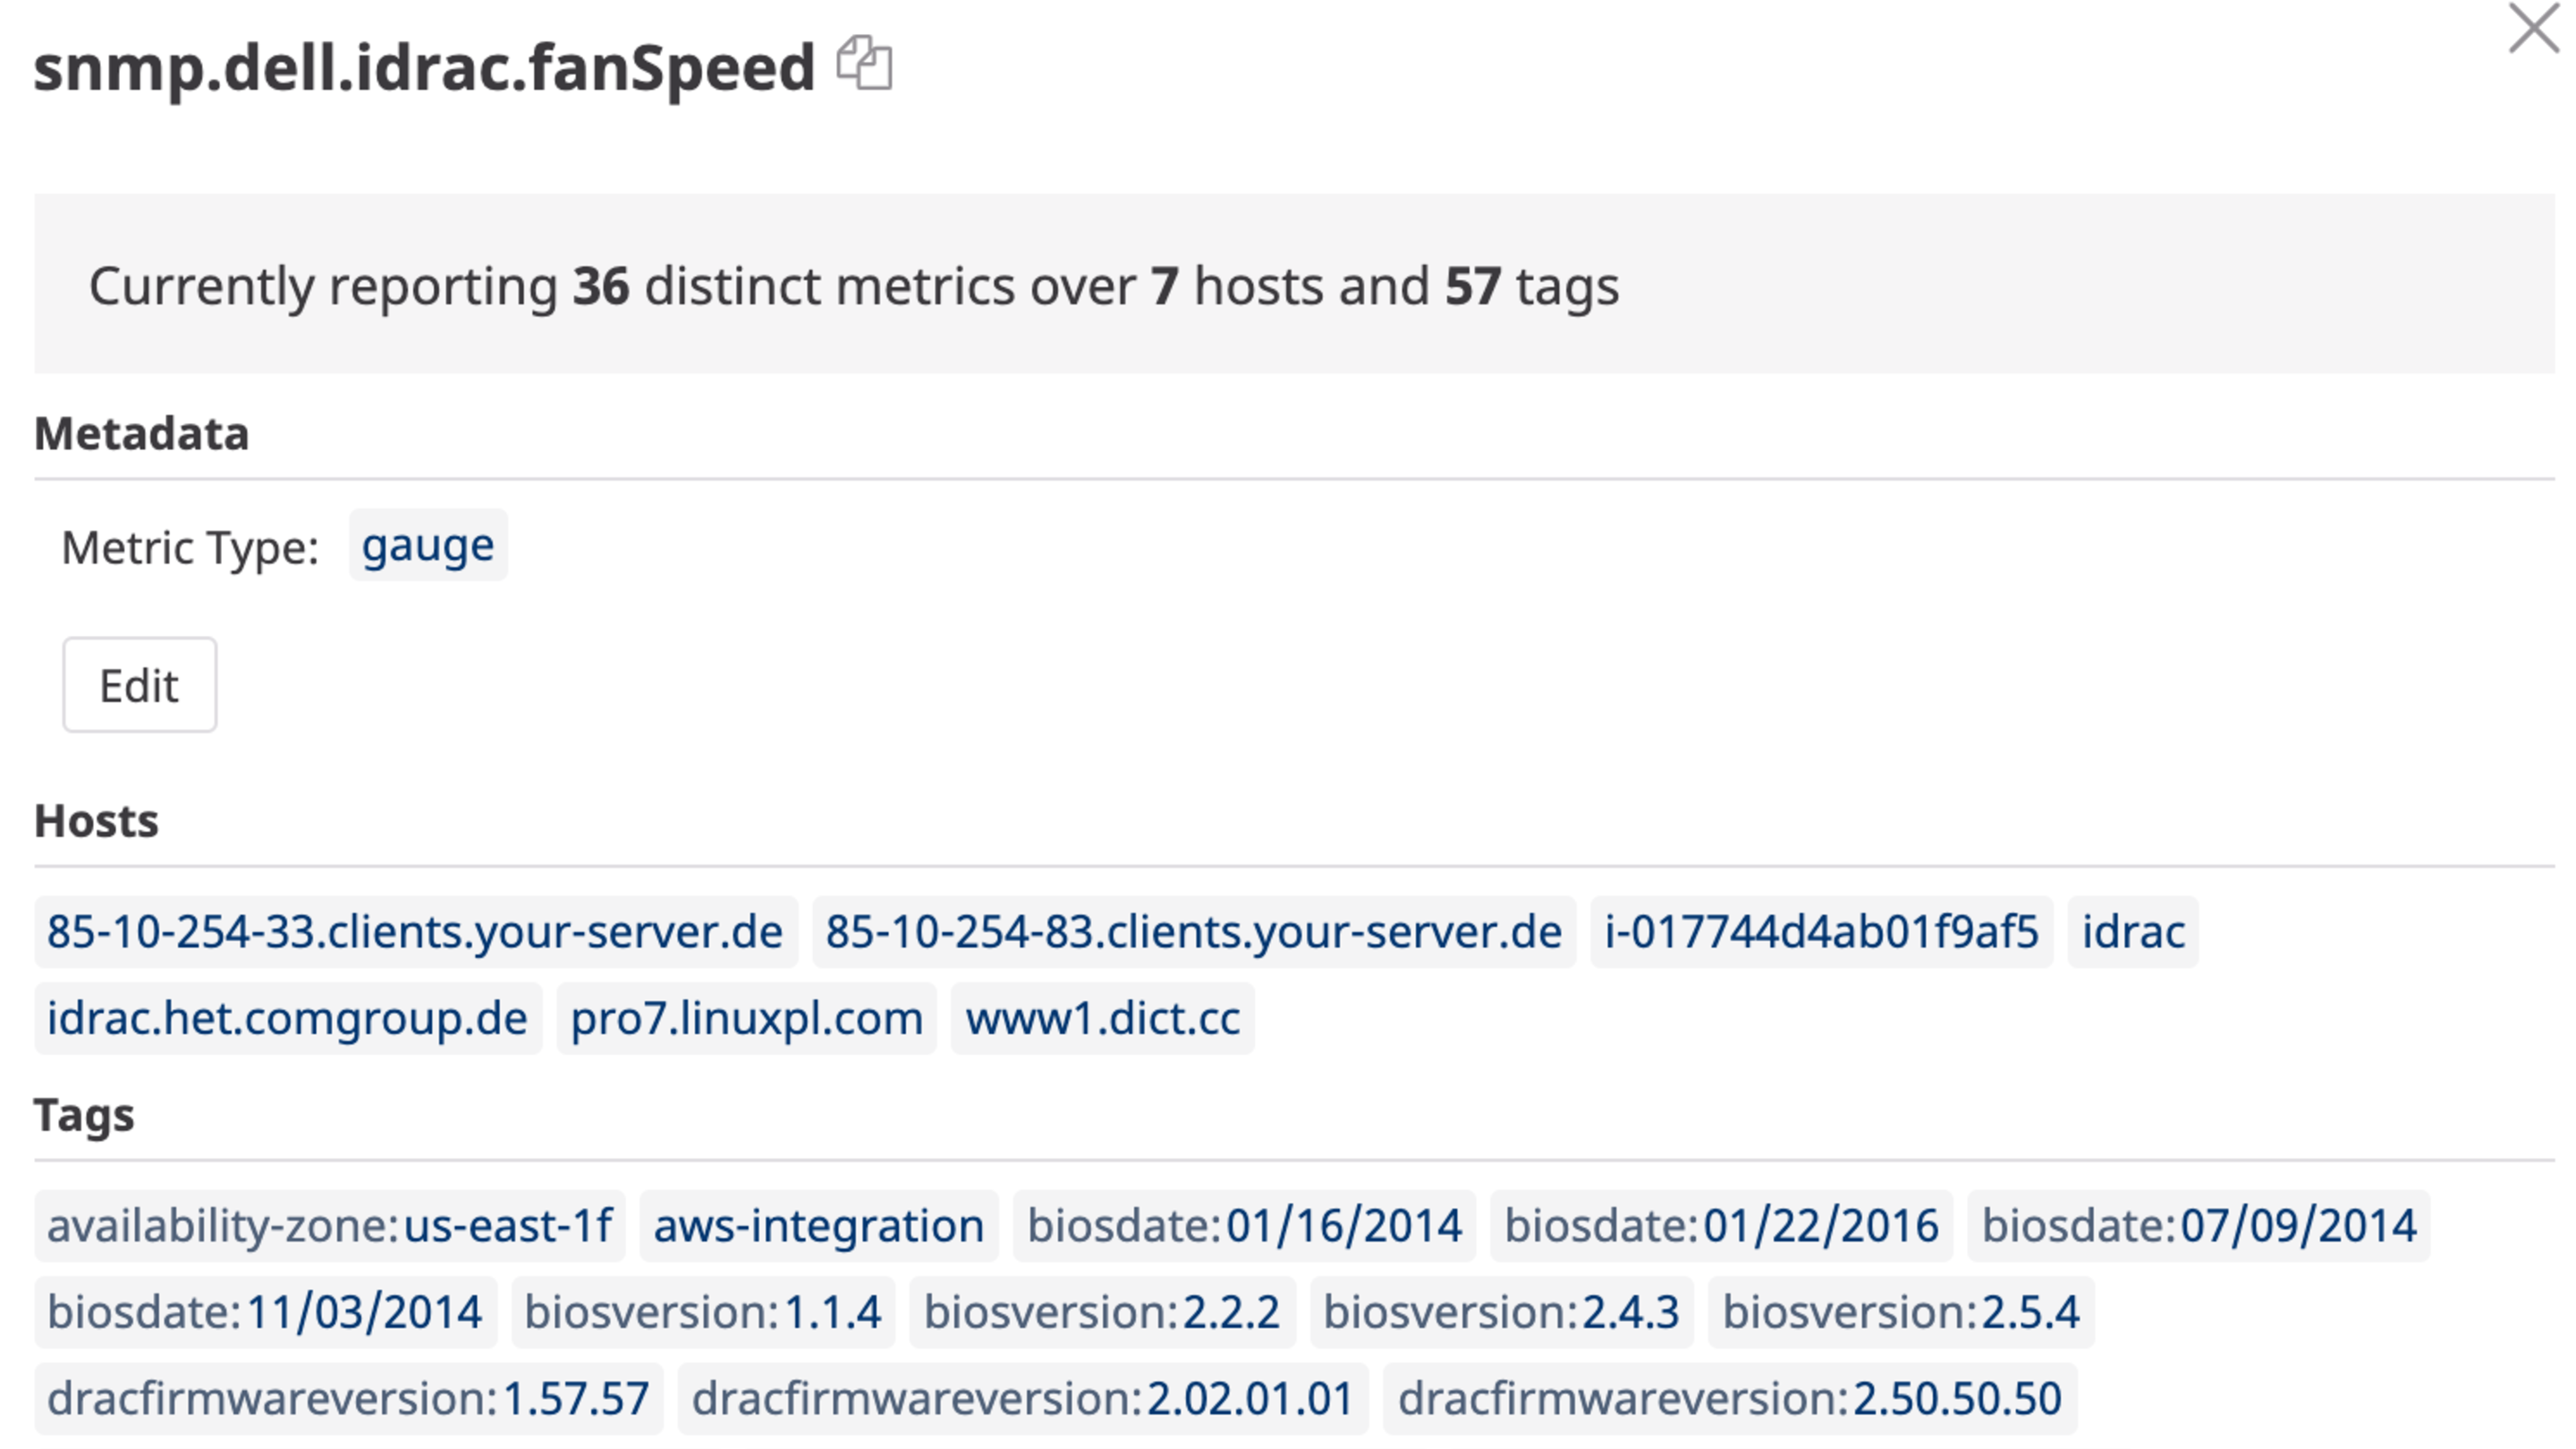 snmp.dell.idrac.fanSpeed
Currently reporting 36 distinct metrics over 7 hosts and 57 tags
Metadata
Metric Type: gauge
Edit
Hosts
85-10-254-33.clients.your-server.de 85-10-254-83.clients.your-server.de i-017744d4ab01f9af5 idrac
idrac.het.comgroup.de pro7.linuxpl.com www1.dict.cc
Tags
availability-zone:us-east-1f aws-integration biosdate:01/16/2014 biosdate:01/22/2016 biosdate:07/09/2014
biosdate:11/03/2014 biosversion:1.1.4 biosversion:2.2.2 biosversion:2.4.3 biosversion:2.5.4
dracfirmwareversion:1.57.57 dracfirmwareversion:2.02.01.01 dracfirmwareversion:2.50.50.50